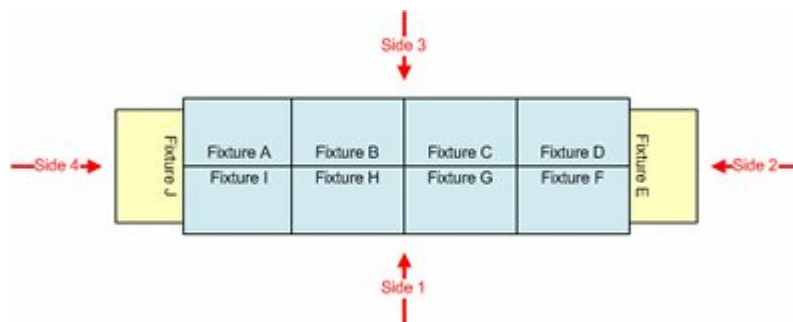 Side 3
Fixture A
Fixture B
Fixture C
Fixture D
Fixture J
Fixture E
Side 4
Side 2
Fixture I
Fixture H
Fixture G
Fixture F
Side 1